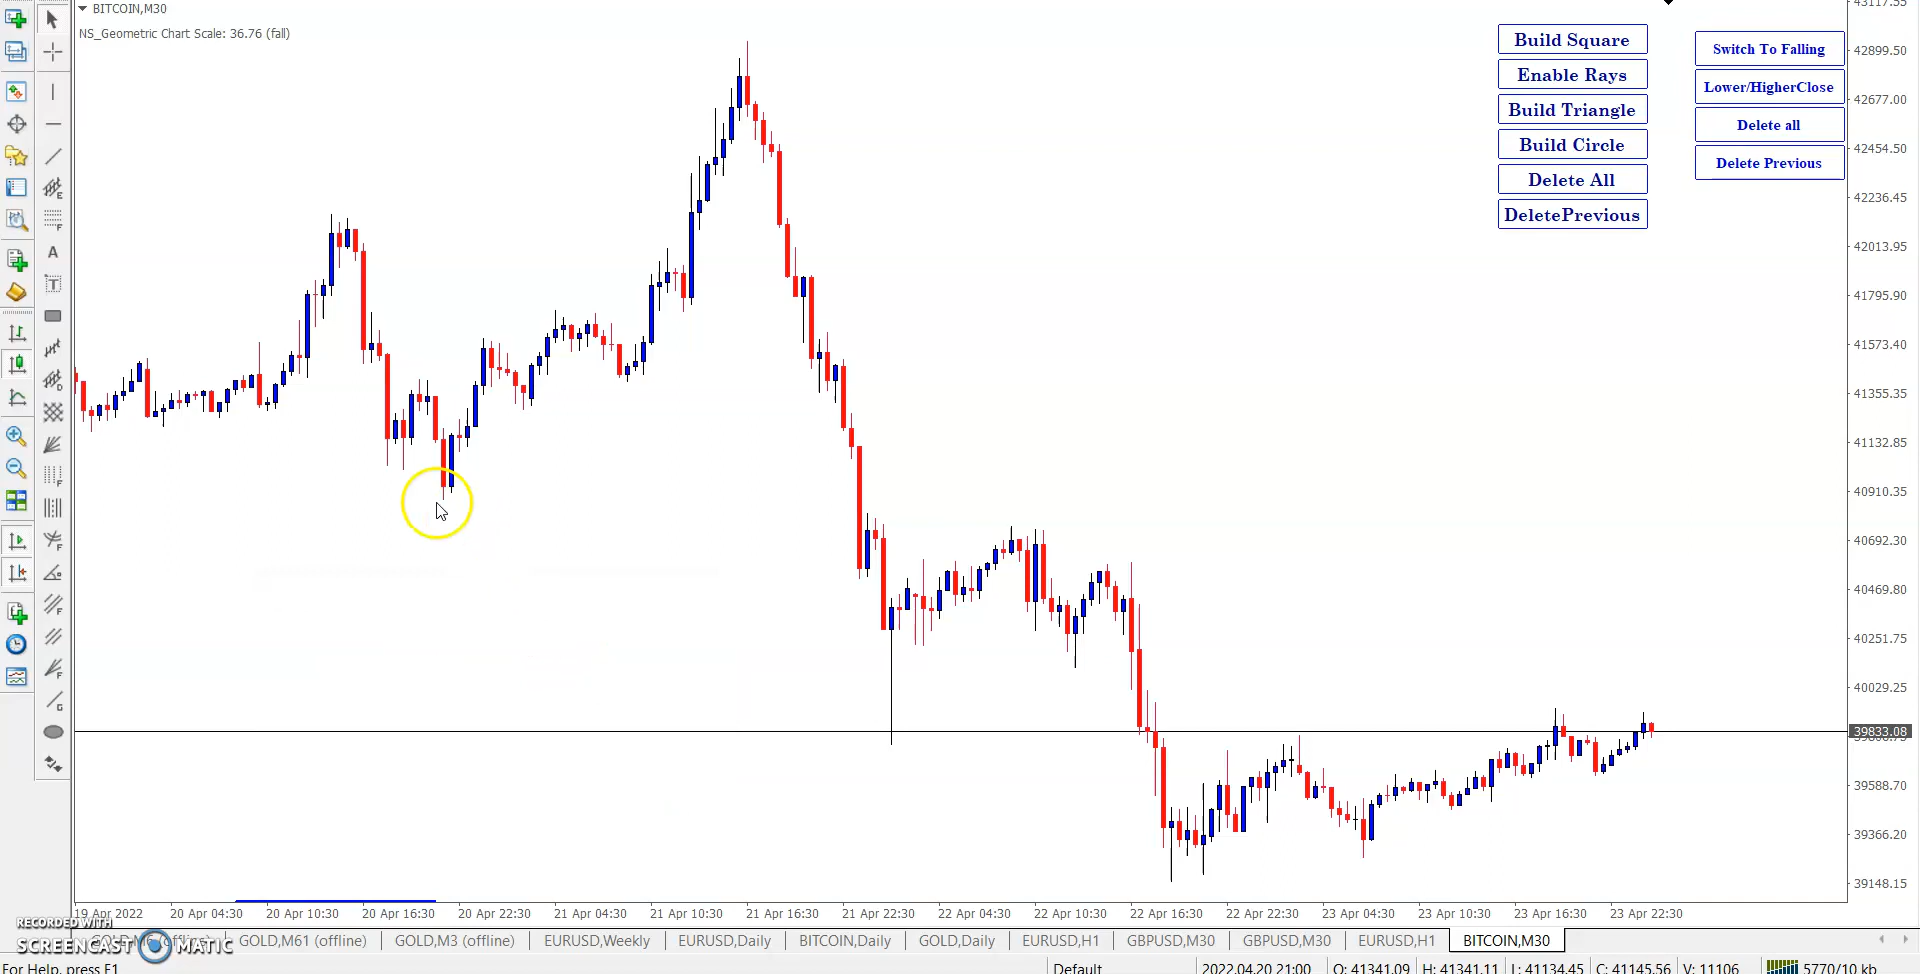 BITCOIN,M30
NS_Geometric Chart Scale: 36.76 (fall)
Build Square
Enable Rays
Build Triangle
Build Circle
Delete All
DeletePrevious
Switch To Falling
Lower/HigherClose
Delete all
Delete Previous
43117.55
42899.50
42677.00
42454.50
42236.45
42013.95
41795.90
41573.40
41355.35
41132.85
40910.35
40692.30
40469.80
40251.75
40029.25
39833.08
39588.70
39366.20
39148.15
19 Apr 2022 20 Apr 04:30 20 Apr 10:30 20 Apr 16:30 20 Apr 22:30 21 Apr 04:30 21 Apr 10:30 21 Apr 16:30 21 Apr 22:30 22 Apr 04:30 22 Apr 10:30 22 Apr 16:30 22 Apr 22:30 23 Apr 04:30 23 Apr 10:30 23 Apr 16:30 23 Apr 22:30
RECORDED WITH
SCREENCAST MATIC
GOLD,M61 (offline) GOLD,M3 (offline) EURUSD,Weekly EURUSD,Daily BITCOIN,Daily GOLD,Daily EURUSD,H1 GBPUSD,M30 GBPUSD,M30 EURUSD,H1 BITCOIN,M30
For Help, press F1 Default 2022.04.20 21:00 O: 41341.09 H: 41341.11 L: 41134.45 C: 41145.56 V: 11106 5770/10 kb